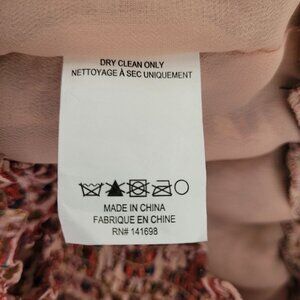 DRY CLEAN ONLY
NETTOYAGE À SEC UNIQUEMENT
MADE IN CHINA
FABRIQUE EN CHINE
RN# 141698